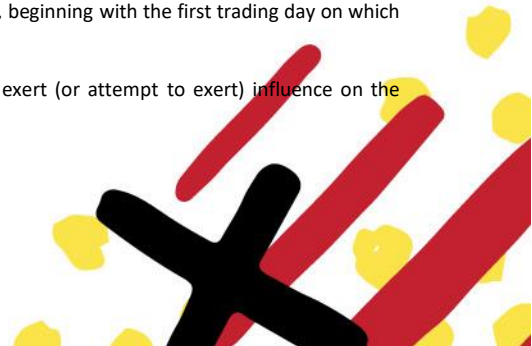 , beginning with the first trading day on which
exert (or attempt to exert) influence on the